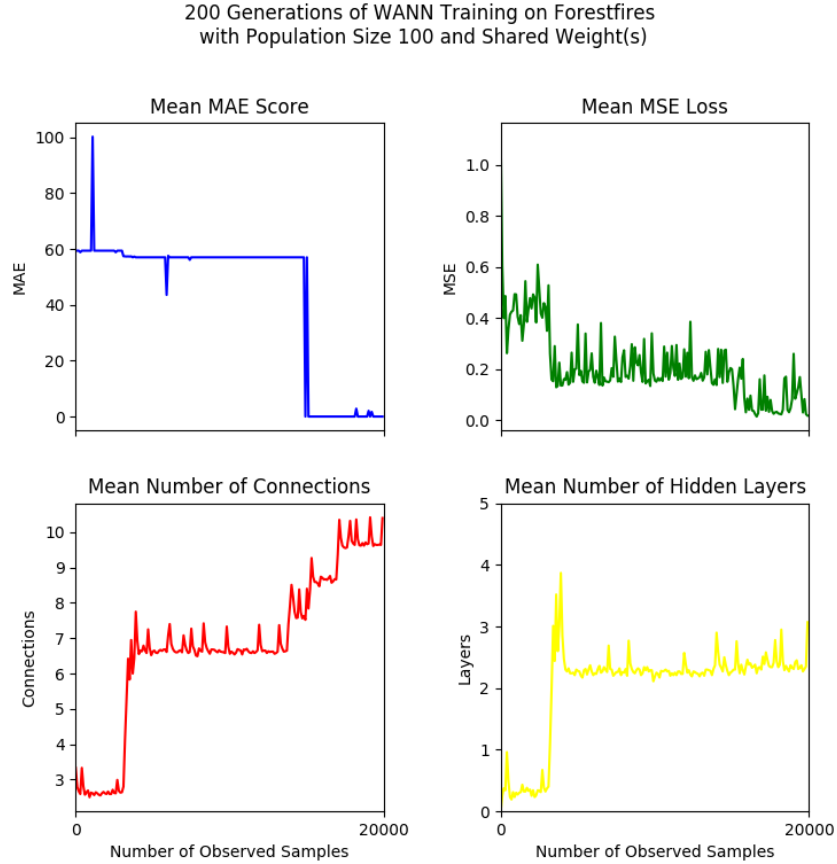 200 Generations of WANN Training on Forestfires
with Population Size 100 and Shared Weight(s)
Mean MAE Score
100
80
60
40
20
0
MAE
Mean MSE Loss
1.0
0.8
0.6
0.4
0.2
0.0
MSE
Mean Number of Connections
10
9
8
7
6
5
4
3
Connections
0
20000
Number of Observed Samples
Mean Number of Hidden Layers
5
4
3
2
1
0
Layers
0
20000
Number of Observed Samples